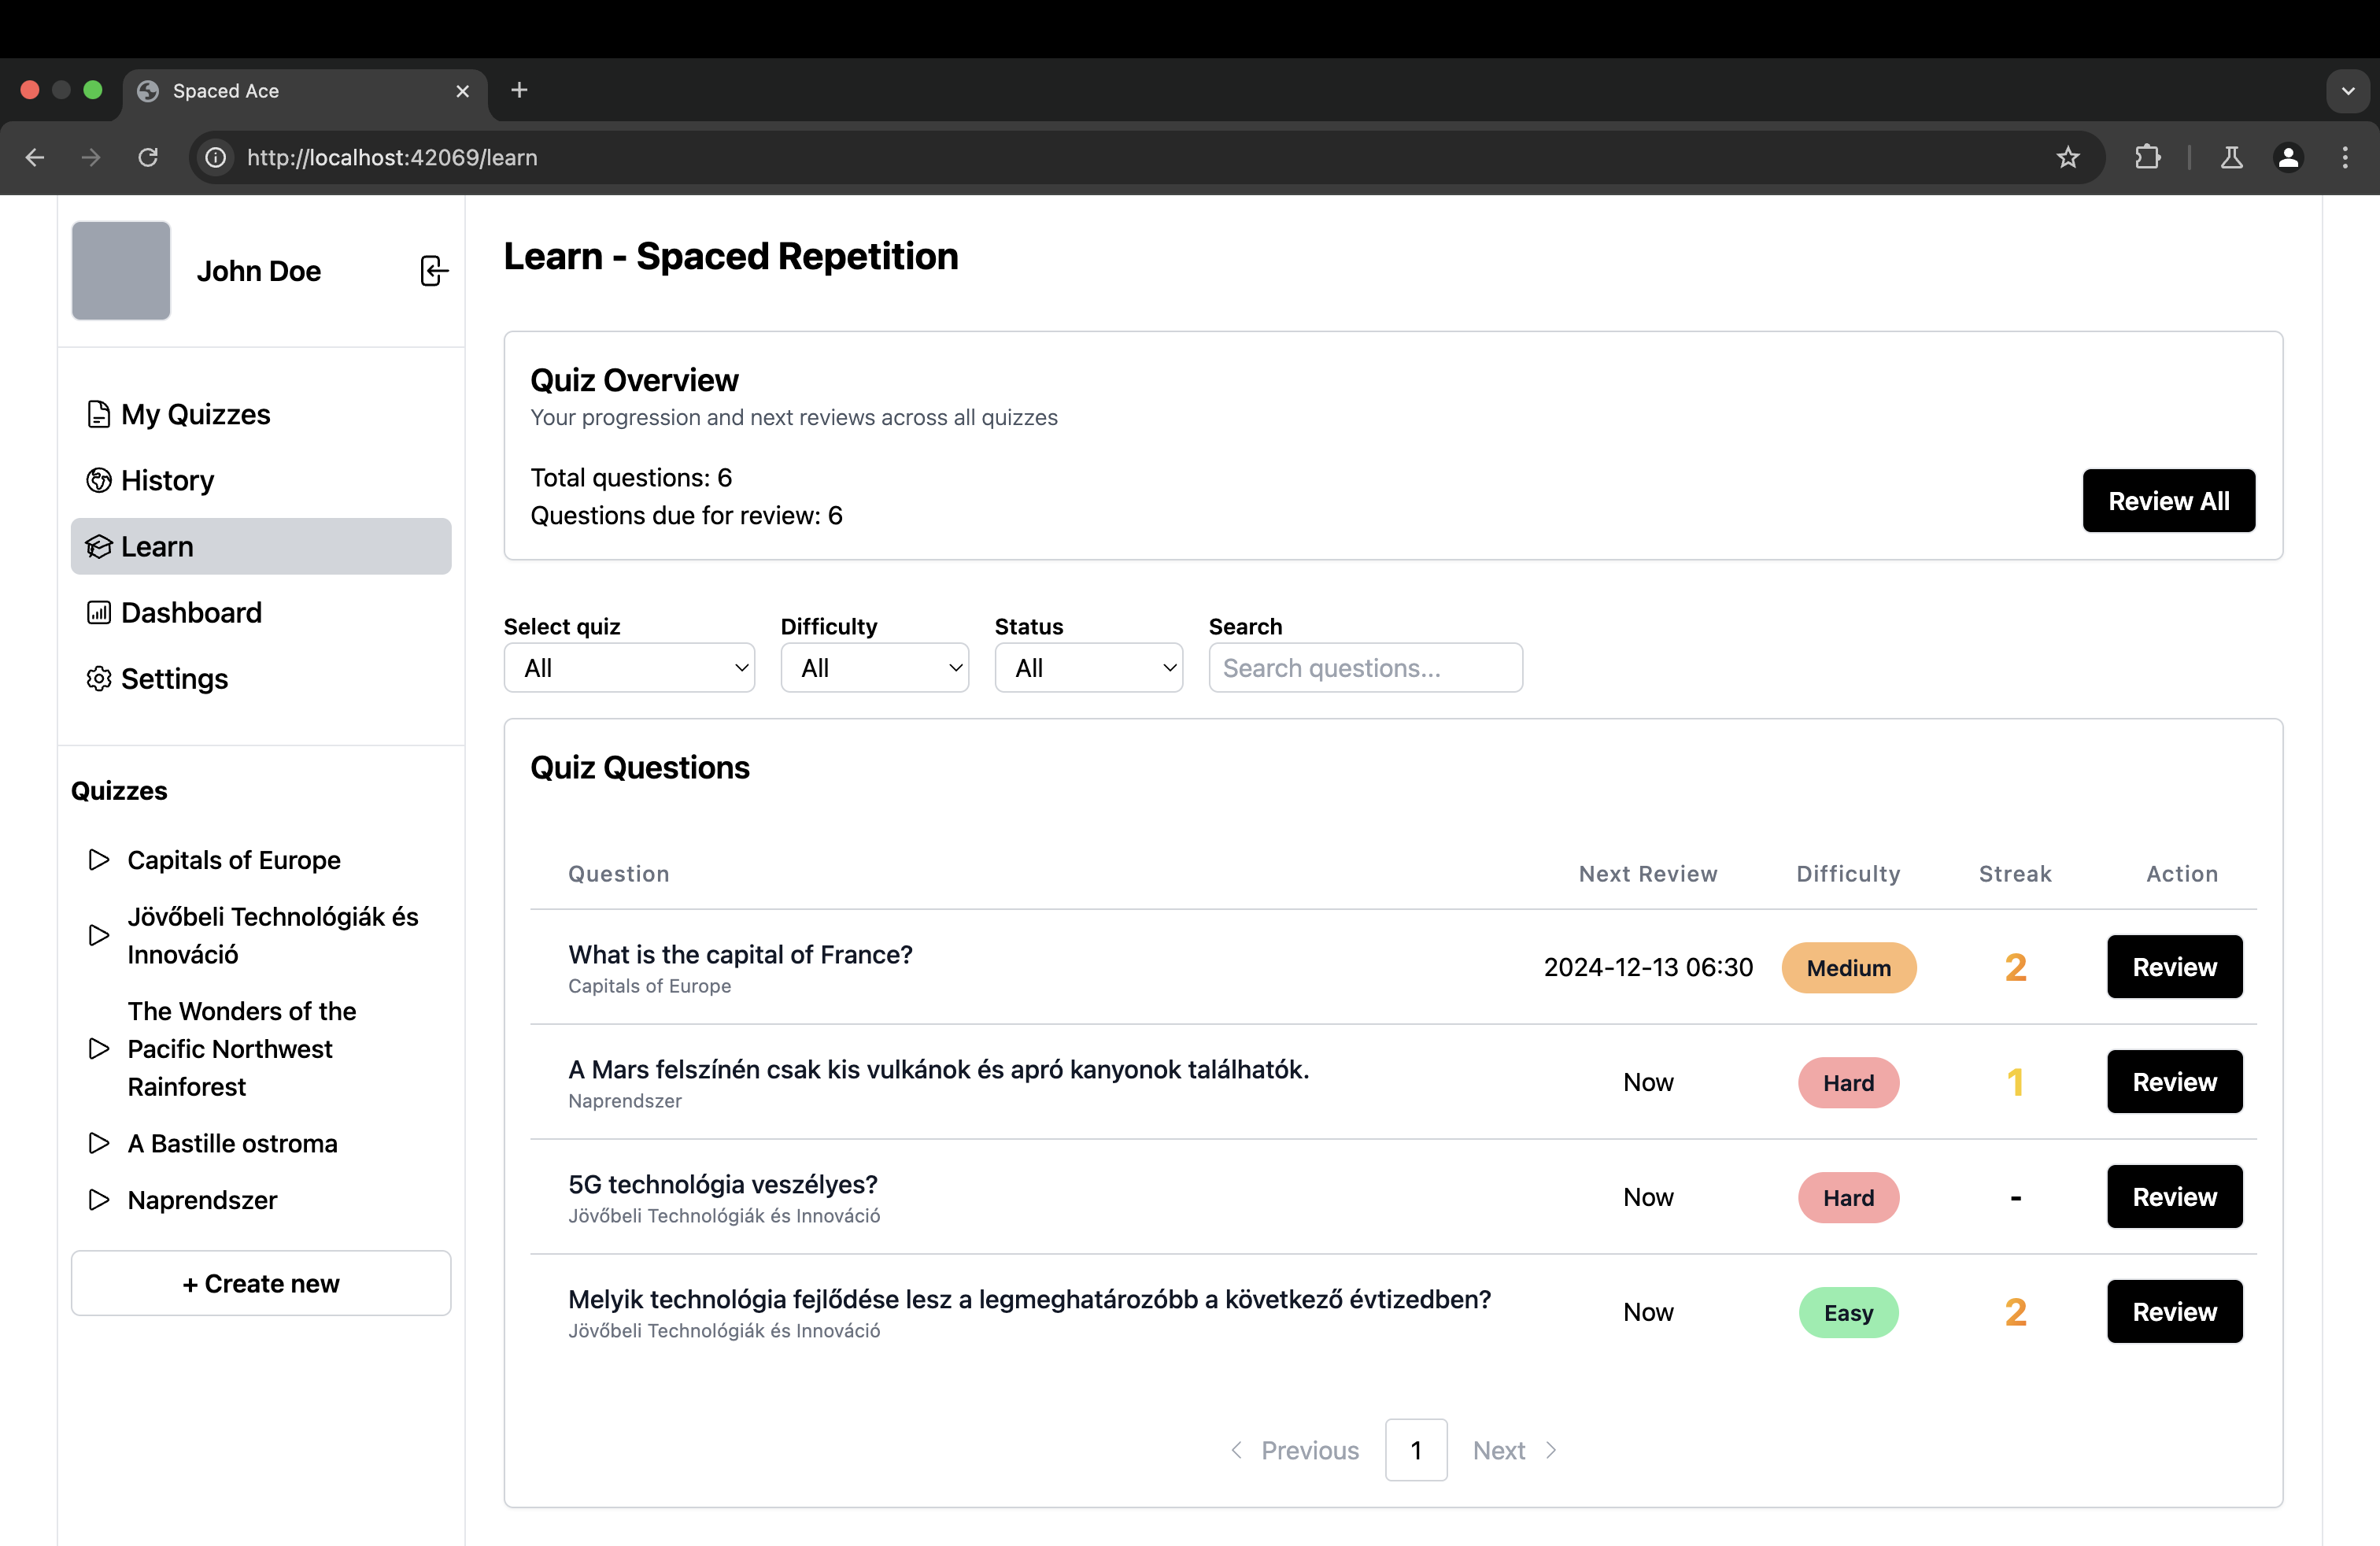 Spaced Ace
http://localhost:42069/learn
John Doe
My Quizzes
History
Learn
Dashboard
Settings
Quizzes
Capitals of Europe
Jövőbeli Technológiák és
Innováció
The Wonders of the
Pacific Northwest
Rainforest
A Bastille ostroma
Naprendszer
+ Create new
Learn - Spaced Repetition
Quiz Overview
Your progression and next reviews across all quizzes
Total questions: 6
Questions due for review: 6
Review All
Select quiz Difficulty Status Search
All All All Search questions...
Quiz Questions
Question Next Review Difficulty Streak Action
What is the capital of France?
Capitals of Europe
2024-12-13 06:30 Medium 2 Review
A Mars felszínén csak kis vulkánok és apró kanyonok találhatók.
Naprendszer
Now Hard 1 Review
5G technológia veszélyes?
Jövőbeli Technológiák és Innováció
Now Hard - Review
Melyik technológia fejlődése lesz a legmeghatározóbb a következő évtizedben?
Jövőbeli Technológiák és Innováció
Now Easy 2 Review
Previous 1 Next